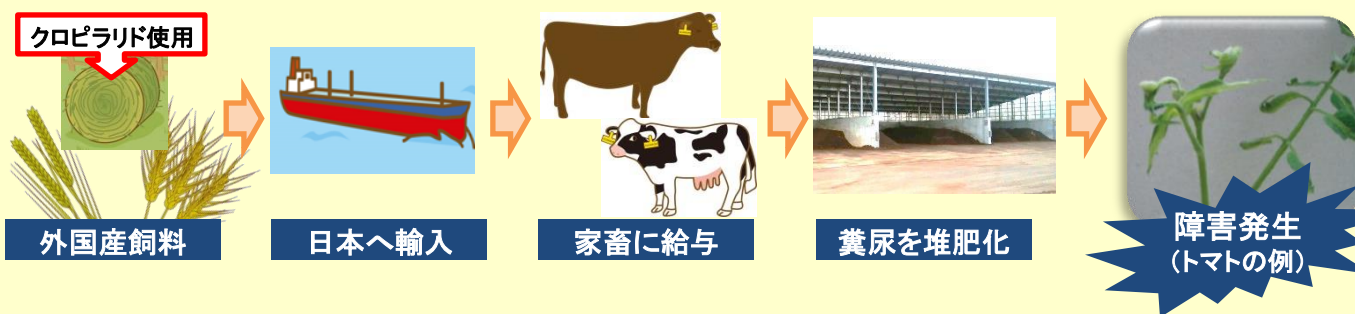 クロピラリド使用
外国産飼料
日本へ輸入
家畜に給与
糞尿を堆肥化
障害発生
（トマトの例）